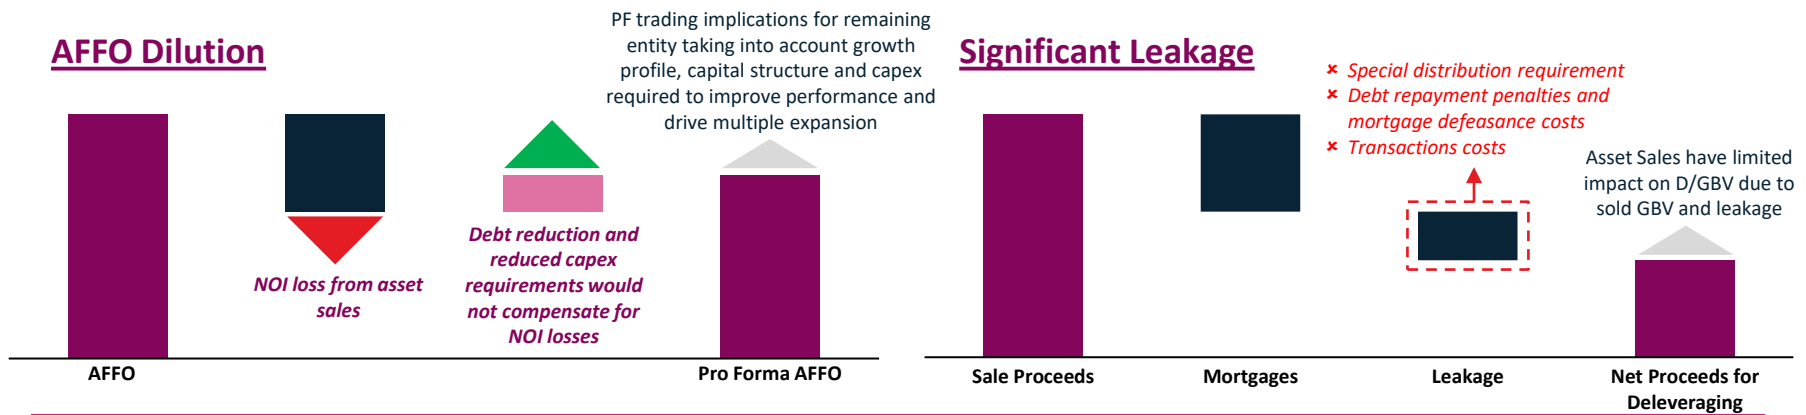 AFFO Dilution
PF trading implications for remaining
entity taking into account growth
profile, capital structure and capex
required to improve performance and
drive multiple expansion
NOI loss from asset
sales
Debt reduction and
reduced capex
requirements would
not compensate for
NOI losses
AFFO
Pro Forma AFFO
Significant Leakage
× Special distribution requirement
× Debt repayment penalties and
mortgage defeasance costs
× Transactions costs
Asset Sales have limited
impact on D/GBV due to
sold GBV and leakage
Sale Proceeds
Mortgages
Leakage
Net Proceeds for
Deleveraging